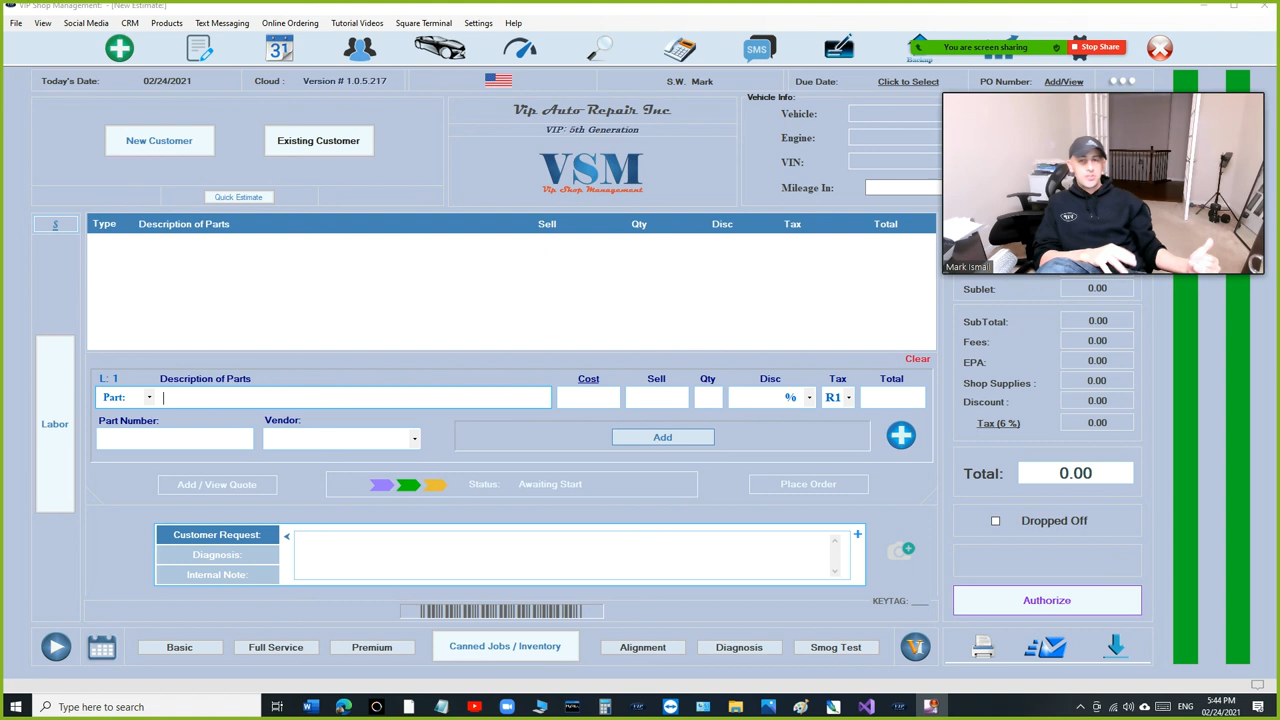 VIP Shop Management: - [New Estimate:]
File View Social Media CRM Products Text Messaging Online Ordering Tutorial Videos Square Terminal Settings Help
31
SMS
Backup
You are screen sharing
Stop Share
Today's Date: 02/24/2021 Cloud : Version # 1.0.5.217 S.W. Mark Due Date: Click to Select PO Number: Add/View
New Customer
Existing Customer
Quick Estimate
Vip Auto Repair Inc
VIP: 5th Generation
VSM
Vip Shop Management
Vehicle Info:
Vehicle:
Engine:
VIN:
Mileage In:
Mark Ismail
S
Type Description of Parts Sell Qty Disc Tax Total
Labor
Clear
L: 1 Description of Parts Cost Sell Qty Disc Tax Total
Part: % R1
Part Number: Vendor:
Add
Add / View Quote
Status: Awaiting Start
Place Order
Customer Request:
Diagnosis:
Internal Note:
KEYTAG: ___
Sublet: 0.00
SubTotal: 0.00
Fees: 0.00
EPA: 0.00
Shop Supplies : 0.00
Discount : 0.00
Tax (6 %) 0.00
Total: 0.00
Dropped Off
Authorize
Basic Full Service Premium Canned Jobs / Inventory Alignment Diagnosis Smog Test
Type here to search
ENG
5:44 PM
02/24/2021